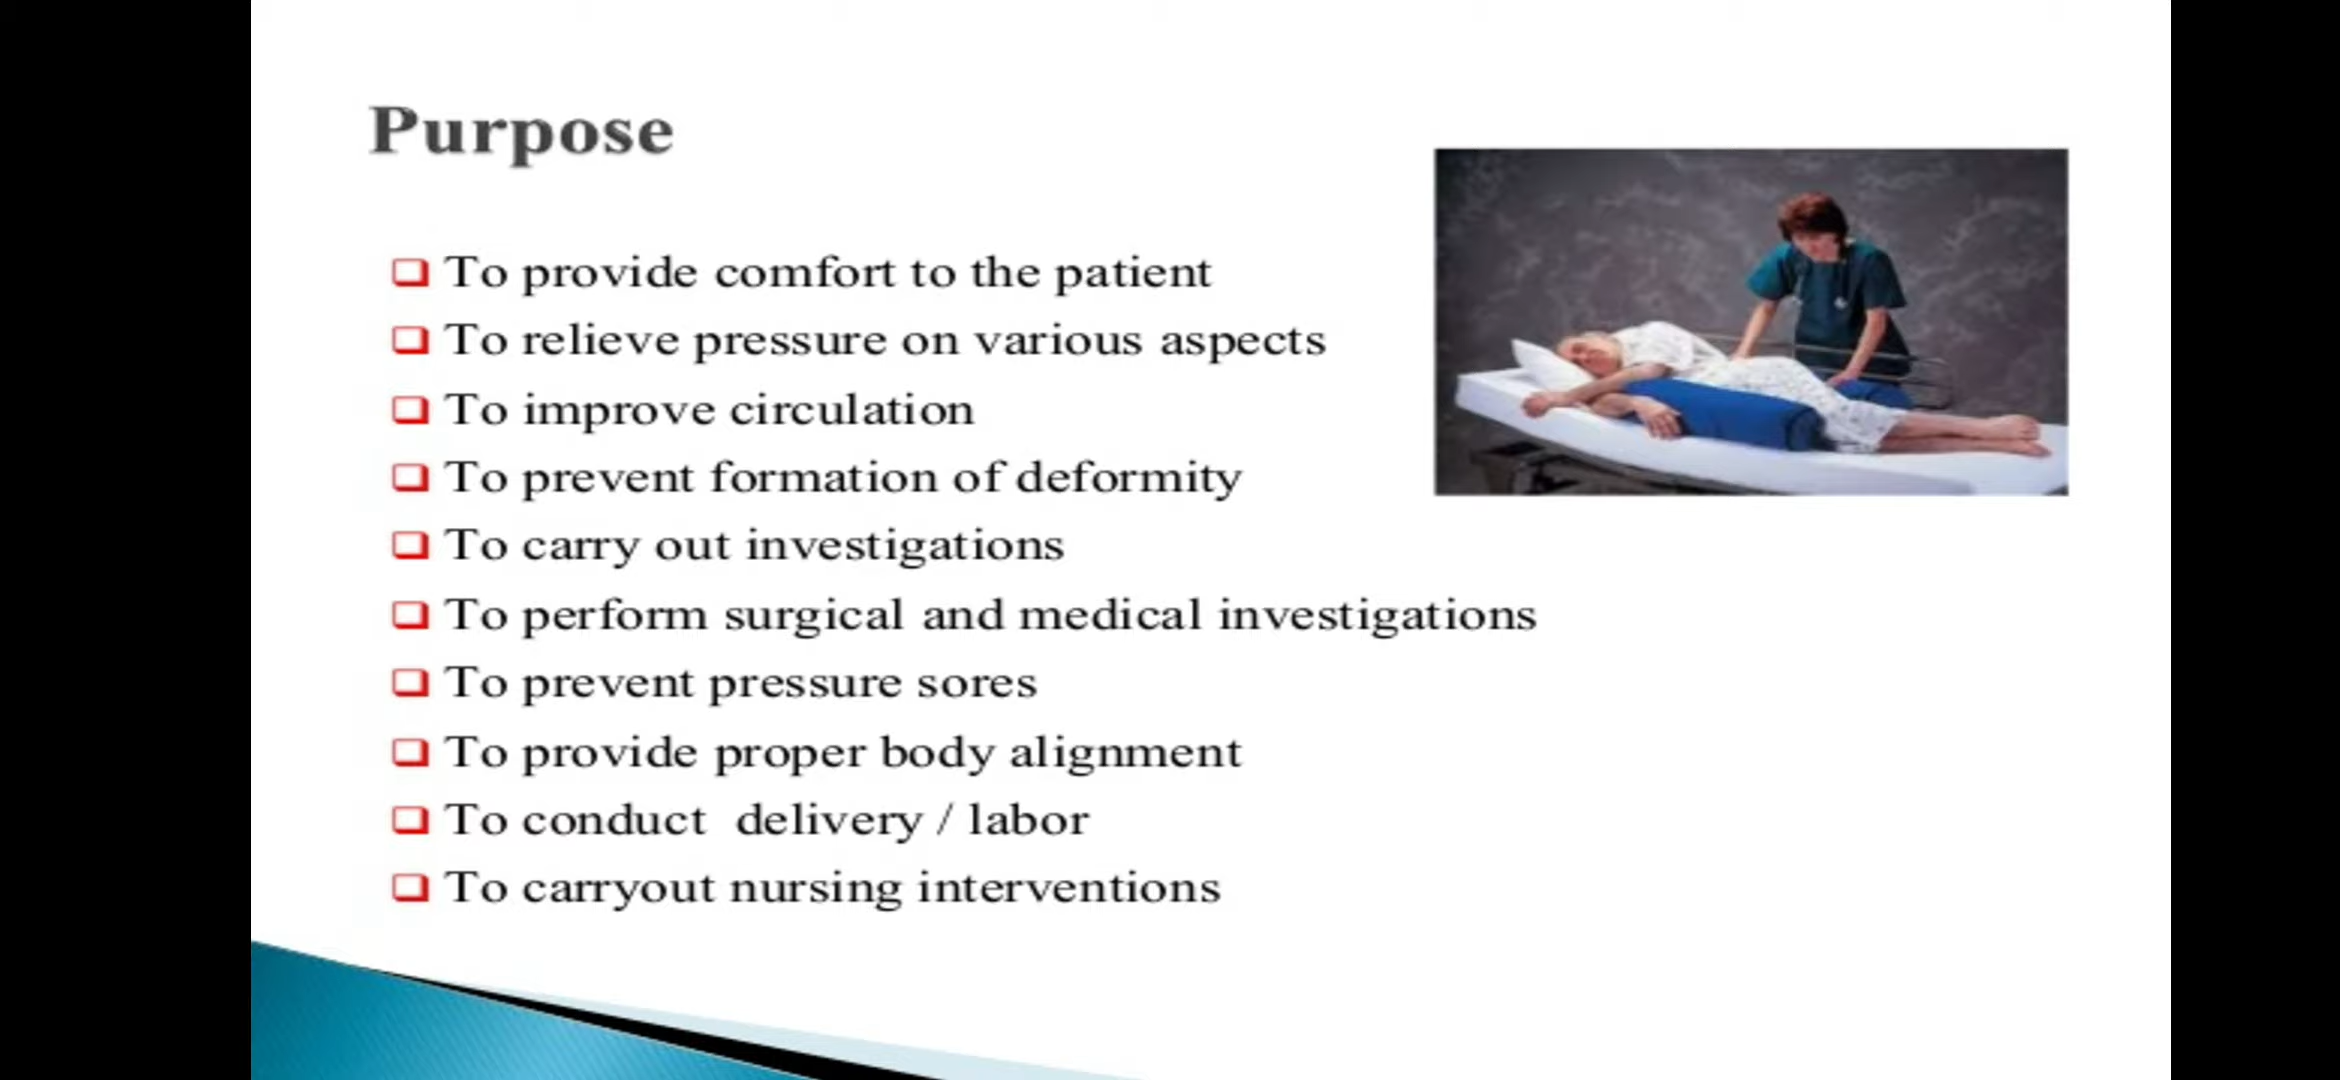 Purpose
To provide comfort to the patient
To relieve pressure on various aspects
To improve circulation
To prevent formation of deformity
To carry out investigations
To perform surgical and medical investigations
To prevent pressure sores
To provide proper body alignment
To conduct  delivery / labor
To carryout nursing interventions